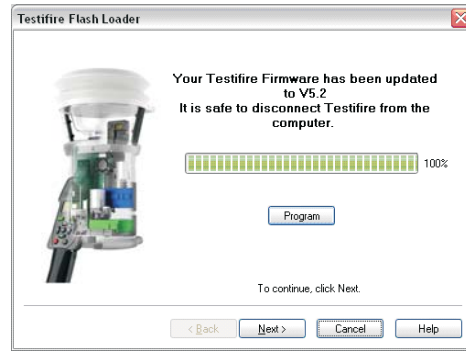 Testifire Flash Loader
Your Testifire Firmware has been updated
to V5.2
It is safe to disconnect Testifire from the
computer.
100%
Program
To continue, click Next.
< Back
Next >
Cancel
Help